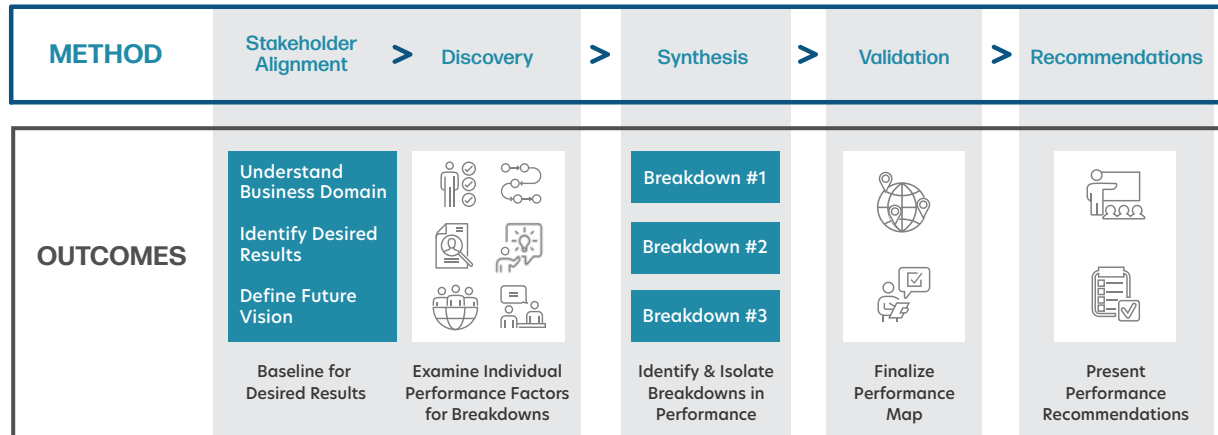 METHOD
Stakeholder
Alignment
>
Discovery
>
Synthesis
>
Validation
>
Recommendations
OUTCOMES
Understand
Business Domain
Identify Desired
Results
Define Future
Vision
Baseline for
Desired Results
Examine Individual
Performance Factors
for Breakdowns
Breakdown #1
Breakdown #2
Breakdown #3
Identify & Isolate
Breakdowns in
Performance
Finalize
Performance
Map
Present
Performance
Recommendations